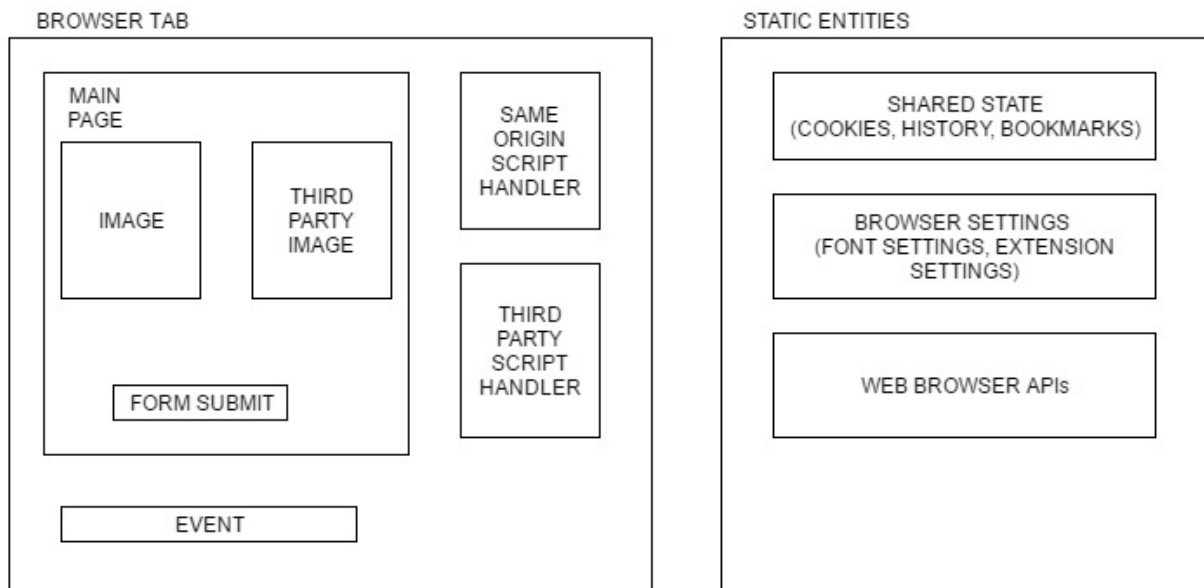 BROWSER TAB
MAIN
PAGE
IMAGE
THIRD
PARTY
IMAGE
FORM SUBMIT
EVENT
SAME
ORIGIN
SCRIPT
HANDLER
THIRD
PARTY
SCRIPT
HANDLER
STATIC ENTITIES
SHARED STATE
(COOKIES, HISTORY, BOOKMARKS)
BROWSER SETTINGS
(FONT SETTINGS, EXTENSION
SETTINGS)
WEB BROWSER APIs